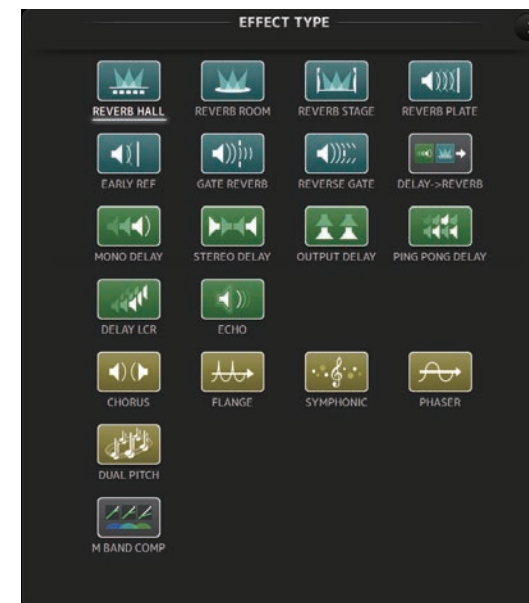 EFFECT TYPE
REVERB HALL REVERB ROOM REVERB STAGE REVERB PLATE
EARLY REF GATE REVERB REVERSE GATE DELAY->REVERB
MONO DELAY STEREO DELAY OUTPUT DELAY PING PONG DELAY
DELAY LCR ECHO
CHORUS FLANGE SYMPHONIC PHASER
DUAL PITCH
M BAND COMP